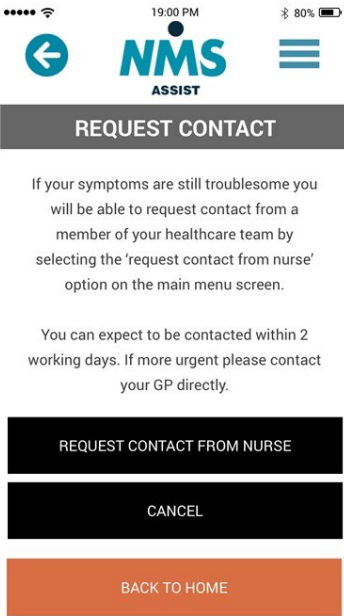 19:00 PM
80%
NMS
ASSIST
REQUEST CONTACT
If your symptoms are still troublesome you
will be able to request contact from a
member of your healthcare team by
selecting the ‘request contact from nurse’
option on the main menu screen.
You can expect to be contacted within 2
working days. If more urgent please contact
your GP directly.
REQUEST CONTACT FROM NURSE
CANCEL
BACK TO HOME